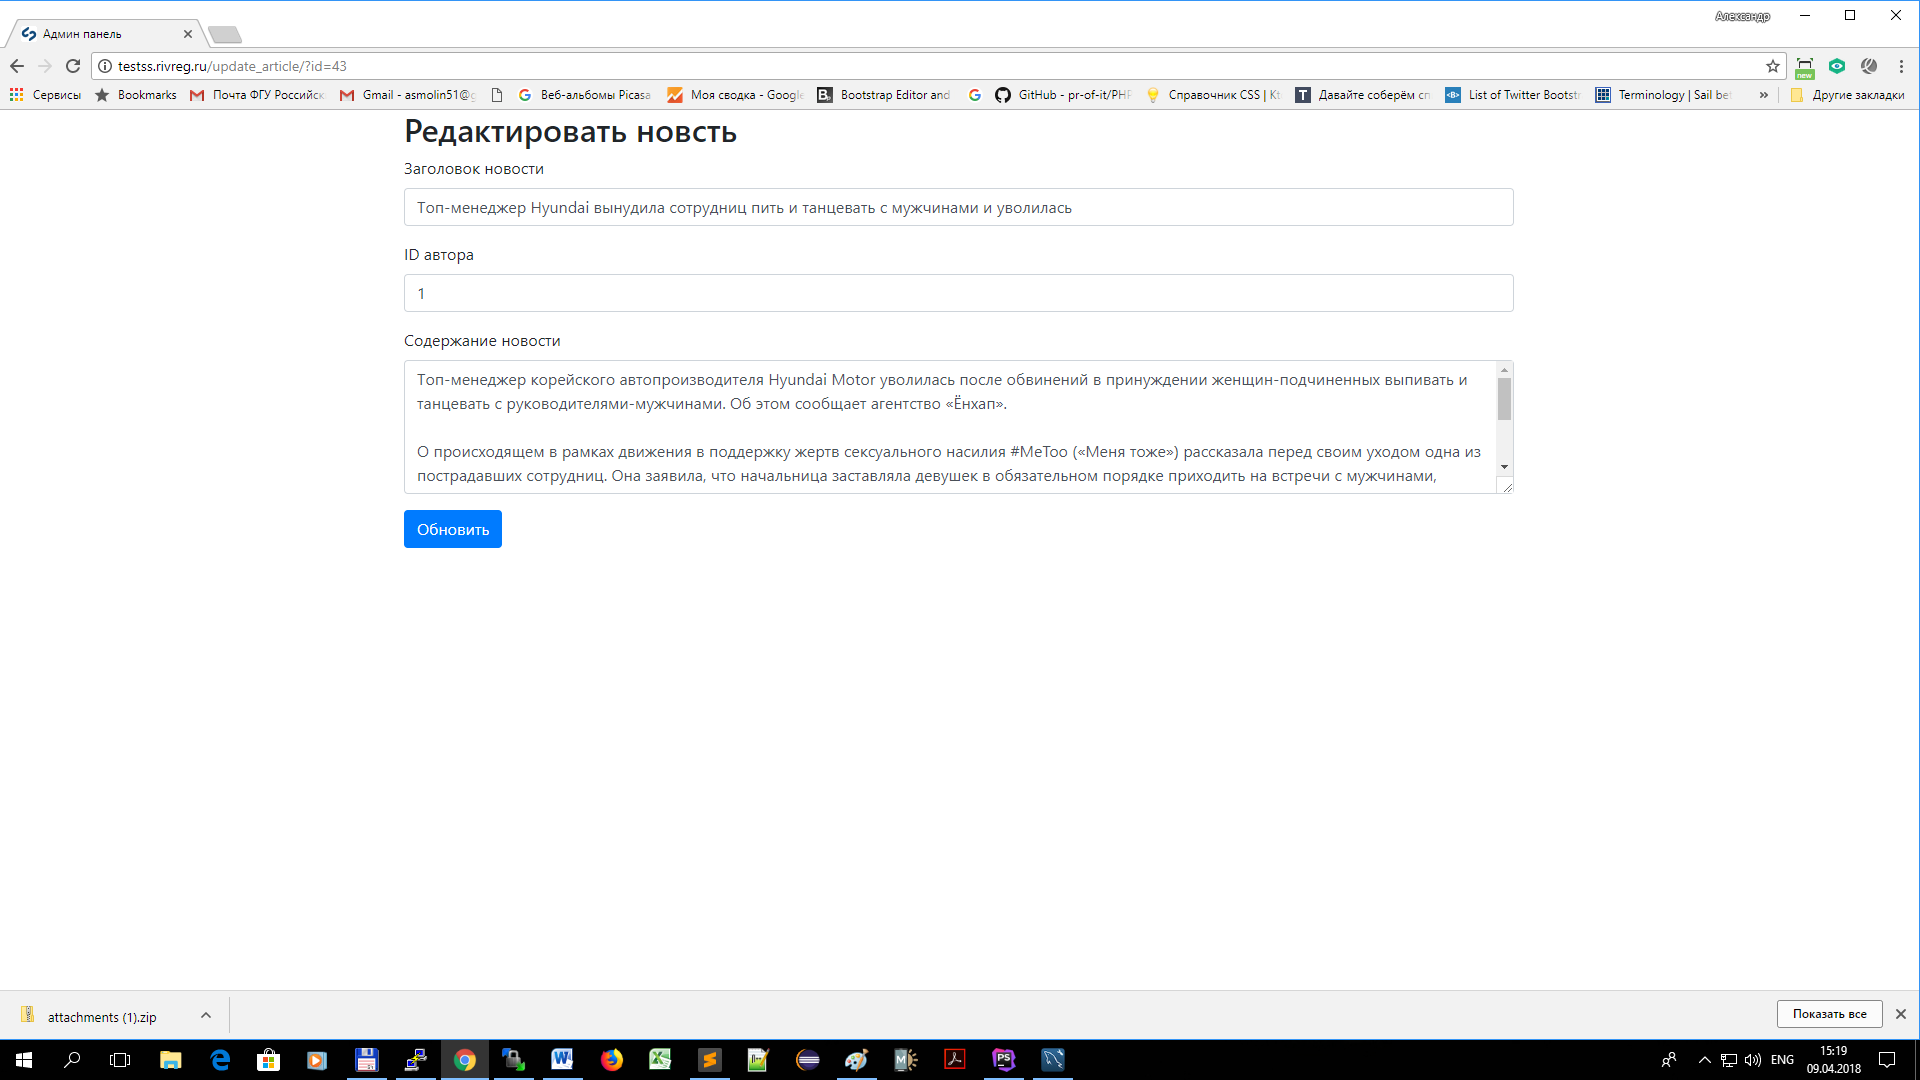 Админ панель
Александр
testss.rivreg.ru/update_article/?id=43
new
Сервисы
Bookmarks
Почта ФГУ Российск
Gmail - asmolin51@g
Веб-альбомы Picasa
Моя сводка - Google
Bootstrap Editor and
GitHub - pr-of-it/PHP
Справочник CSS | Kt
Давайте соберём сп
List of Twitter Bootstr
Terminology | Sail bet
»
Другие закладки
Редактировать новсть
Заголовок новости
Топ-менеджер Hyundai вынудила сотрудниц пить и танцевать с мужчинами и уволилась
ID автора
1
Содержание новости
Топ-менеджер корейского автопроизводителя Hyundai Motor уволилась после обвинений в принуждении женщин-подчиненных выпивать и
танцевать с руководителями-мужчинами. Об этом сообщает агентство «Ёнхап».
О происходящем в рамках движения в поддержку жертв сексуального насилия #MeToo («Меня тоже») рассказала перед своим уходом одна из
пострадавших сотрудниц. Она заявила, что начальница заставляла девушек в обязательном порядке приходить на встречи с мужчинами,
Обновить
attachments (1).zip
Показать все
ENG
15:19
09.04.2018